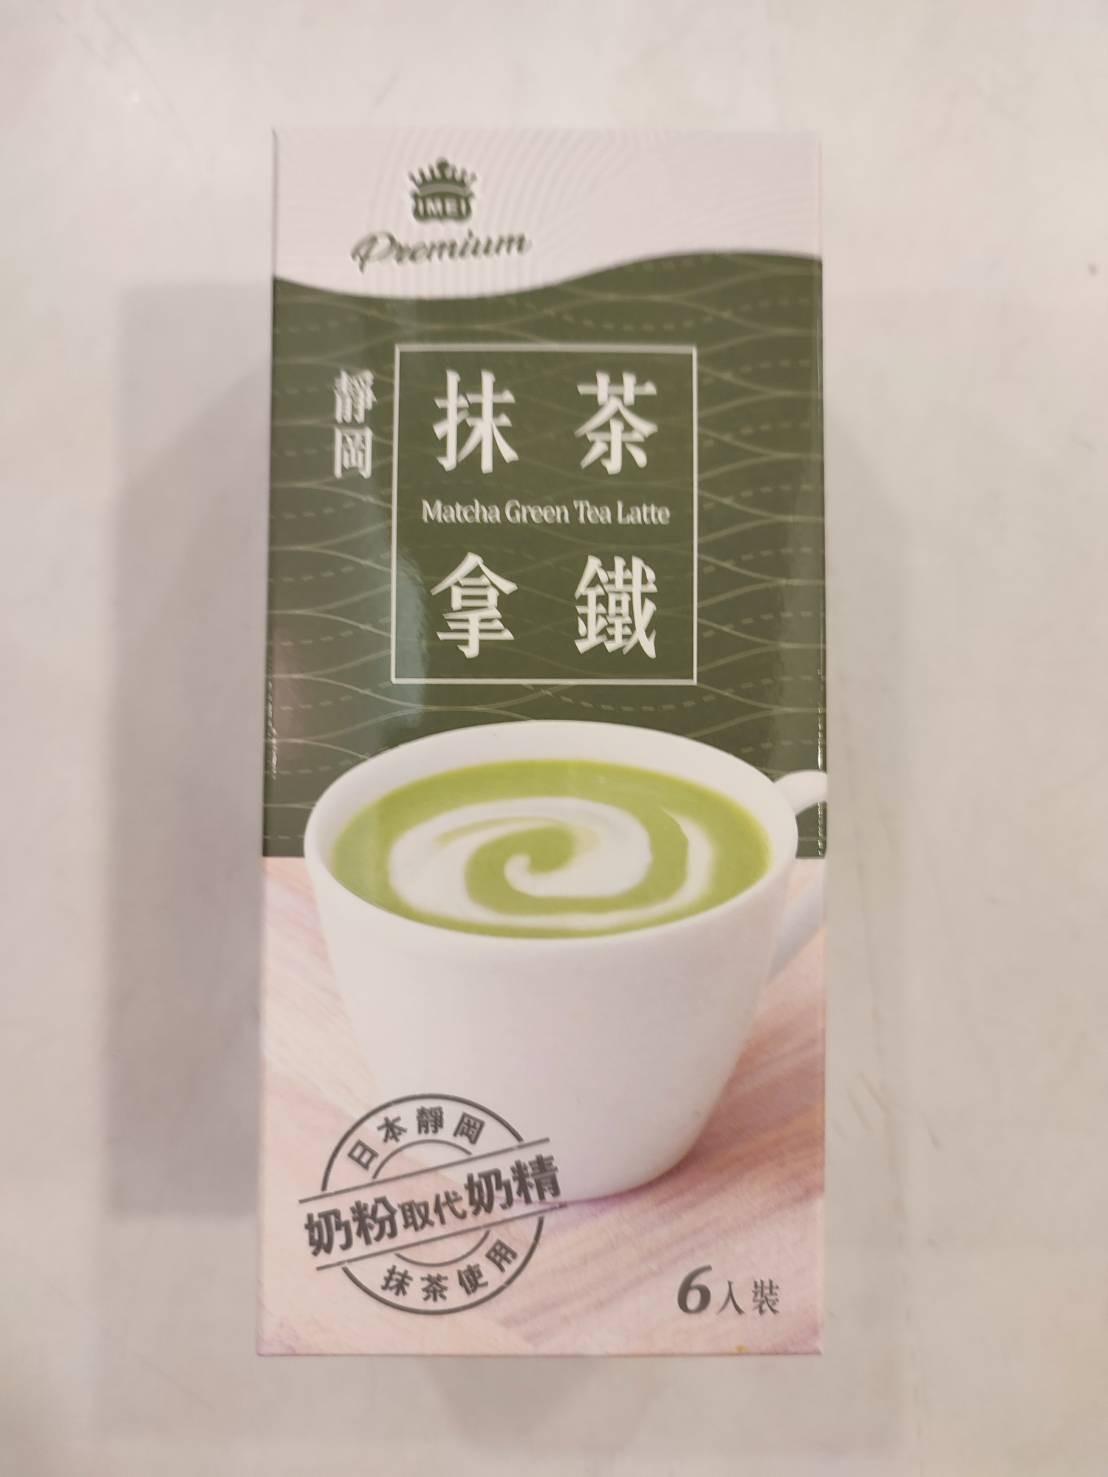 IMEI
Premium
靜岡
抹茶
Matcha Green Tea Latte
拿鐵
日本靜岡
奶粉取代奶精
抹茶使用
6入裝